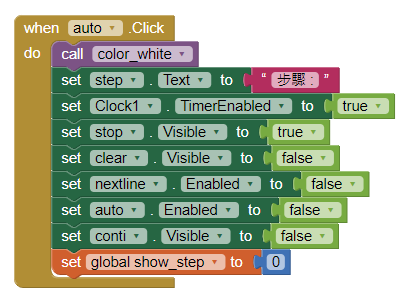 when auto .Click
do call color_white
set step . Text to “ 步驟： ”
set Clock1 . TimerEnabled to true
set stop . Visible to true
set clear . Visible to false
set nextline . Enabled to false
set auto . Enabled to false
set conti . Visible to false
set global show_step to 0